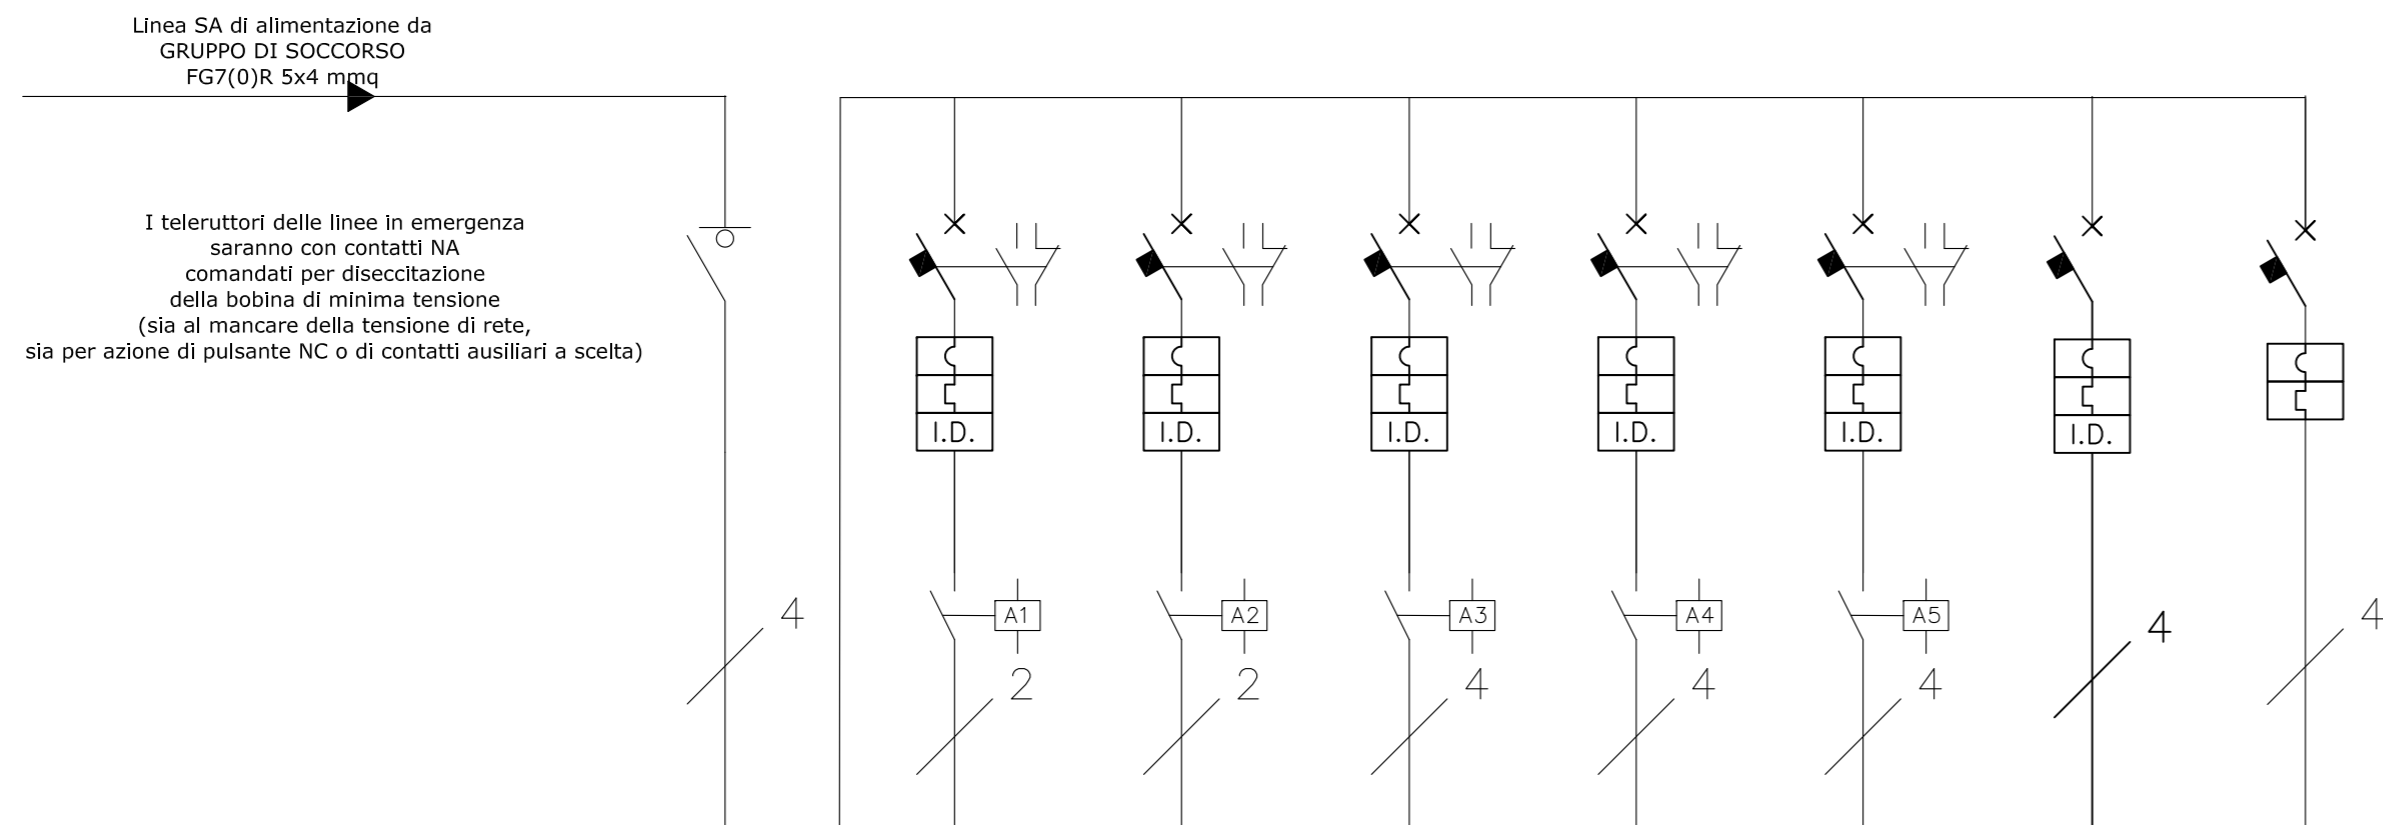 Linea SA di alimentazione da
GRUPPO DI SOCCORSO
FG7(0)R 5x4 mmq
I teleruttori delle linee in emergenza
saranno con contatti NA
comandati per diseccitazione
della bobina di minima tensione
(sia al mancare della tensione di rete,
sia per azione di pulsante NC o di contatti ausiliari a scelta)
I.D. I.D. I.D. I.D. I.D. I.D.
4 A1 A2 A3 A4 A5 4 4
2 2 4 4 4